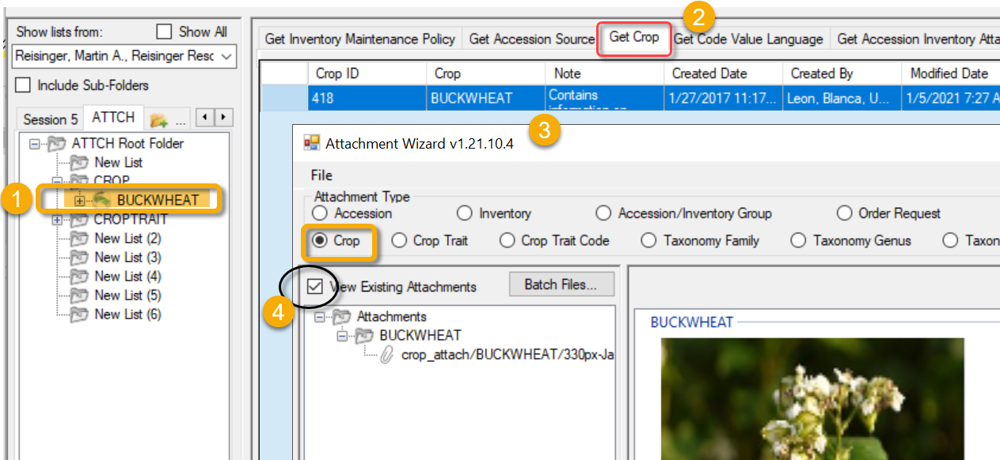 2
Show lists from: Show All
Get Inventory Maintenance Policy Get Accession Source Get Crop Get Code Value Language Get Accession Inventory Atta
Reisinger, Martin A., Reisinger Resc
Crop ID Crop Note Created Date Created By Modified Date
Include Sub-Folders
418 BUCKWHEAT Contains 1/27/2017 11:17... Leon, Blanca, U... 1/5/2021 7:27 A
information on
Session 5 ATTCH ...
3
ATTCH Root Folder
Attachment Wizard v1.21.10.4
New List
File
CROP
1
BUCKWHEAT
Attachment Type
Accession Inventory Accession/Inventory Group Order Request
CROPTRAIT
New List (2)
Crop Crop Trait Crop Trait Code Taxonomy Family Taxonomy Genus Taxon
New List (3)
New List (4)
View Existing Attachments Batch Files...
New List (5)
4
New List (6)
Attachments
BUCKWHEAT
BUCKWHEAT
crop_attach/BUCKWHEAT/330px-Ja